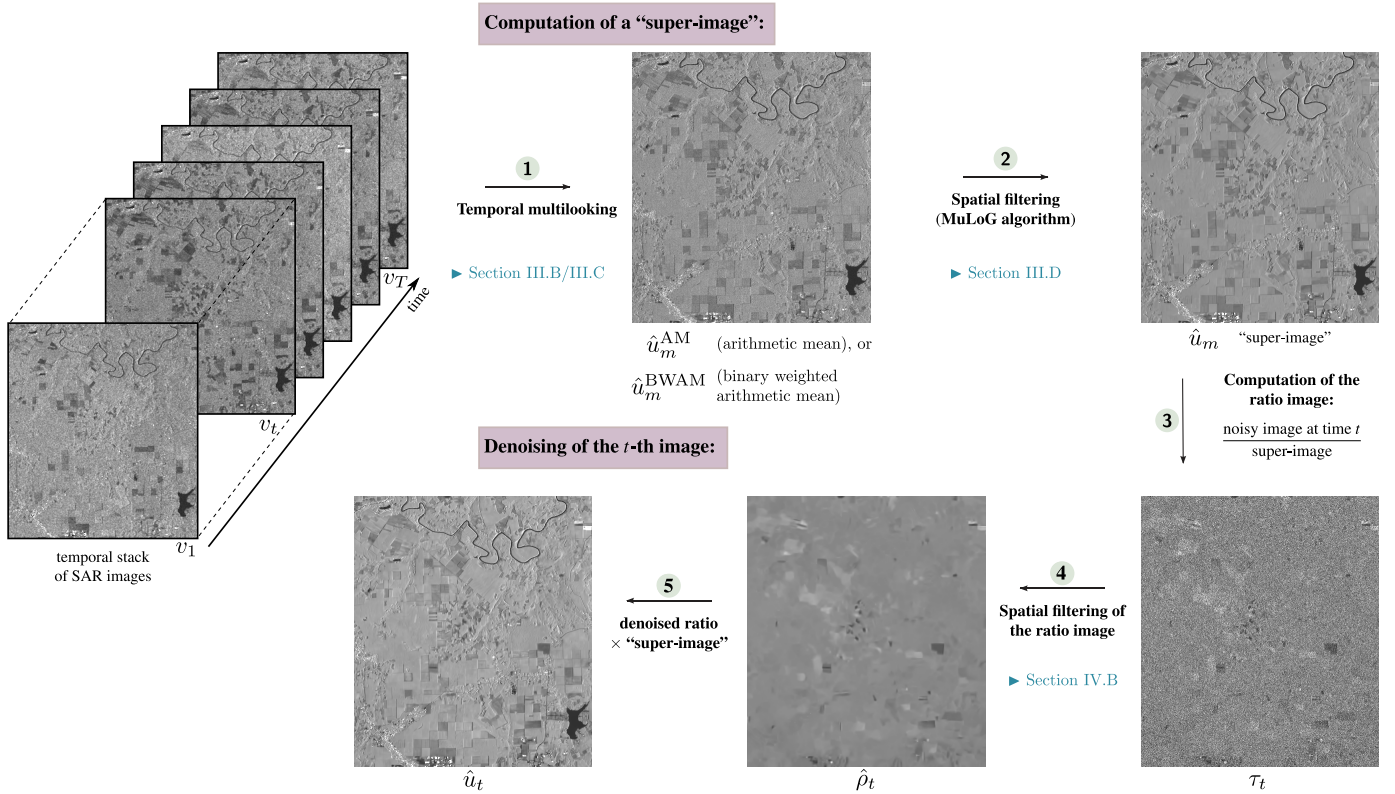 Computation of a “super-image”:
v_T
time
v_t
v_1
temporal stack
of SAR images
1
Temporal multilooking
► Section III.B/III.C
û_m^AM (arithmetic mean), or
û_m^BWAM (binary weighted
arithmetic mean)
2
Spatial filtering
(MuLoG algorithm)
► Section III.D
û_m “super-image”
3
Computation of the
ratio image:
noisy image at time t
super-image
Denoising of the t-th image:
τ_t
4
Spatial filtering of
the ratio image
► Section IV.B
ρ̂_t
5
denoised ratio
× “super-image”
û_t